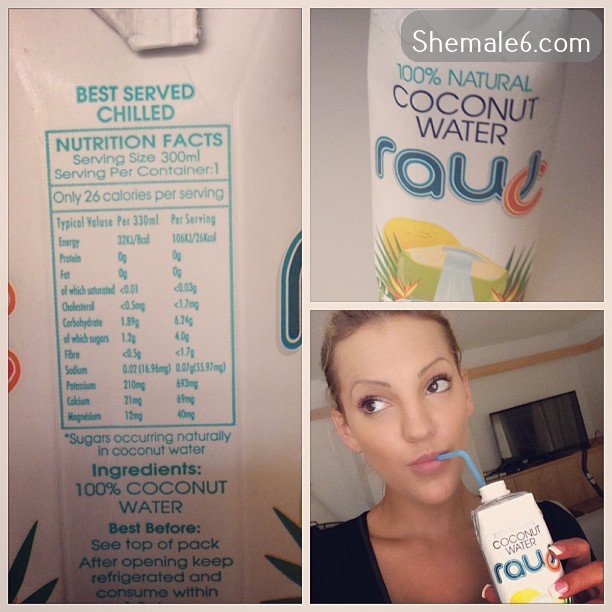 BEST SERVED
CHILLED
NUTRITION FACTS
Serving Size 300ml
Serving Per Container:1
Only 26 calories per serving
Typical Valuse Per 330ml Per Serving
Energy 32KJ/8cal 106KJ/26Kcal
Protein 0g 0g
Fat 0g 0g
of which saturated <0.01 <0.03g
Cholesterol <0.5mg <1.7mg
Carbohydrate 1.89g 6.24g
of which sugars 1.2g 4.0g
Fibre <0.5g <1.7g
Sodium 0.02 (16.96mg) 0.07g(55.97mg)
Potassium 210mg 693mg
Calcium 21mg 69mg
Magnesium 12mg 40mg
*Sugars occurring naturally
in coconut water
Ingredients:
100% COCONUT
WATER
Best Before:
See top of pack
After opening keep
refrigerated and
consume within
Shemale6.com
100% NATURAL
COCONUT
WATER
rauc
COCONUT
WATER
rauc